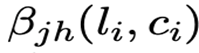 β_{jh}(l_i, c_i)